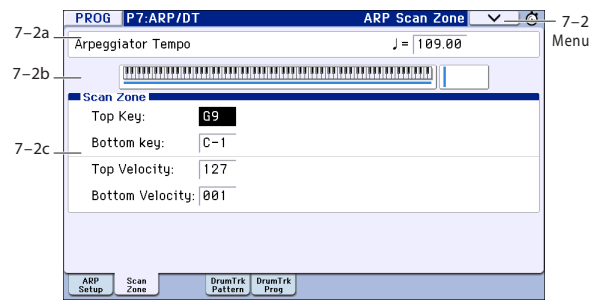 PROG P7:ARP/DT ARP Scan Zone
7–2
Menu
7–2a
Arpeggiator Tempo ♩= 109.00
7–2b
Scan Zone
Top Key: G9
Bottom key: C-1
7–2c
Top Velocity: 127
Bottom Velocity: 001
ARP Setup
Scan Zone
DrumTrk Pattern
DrumTrk Prog